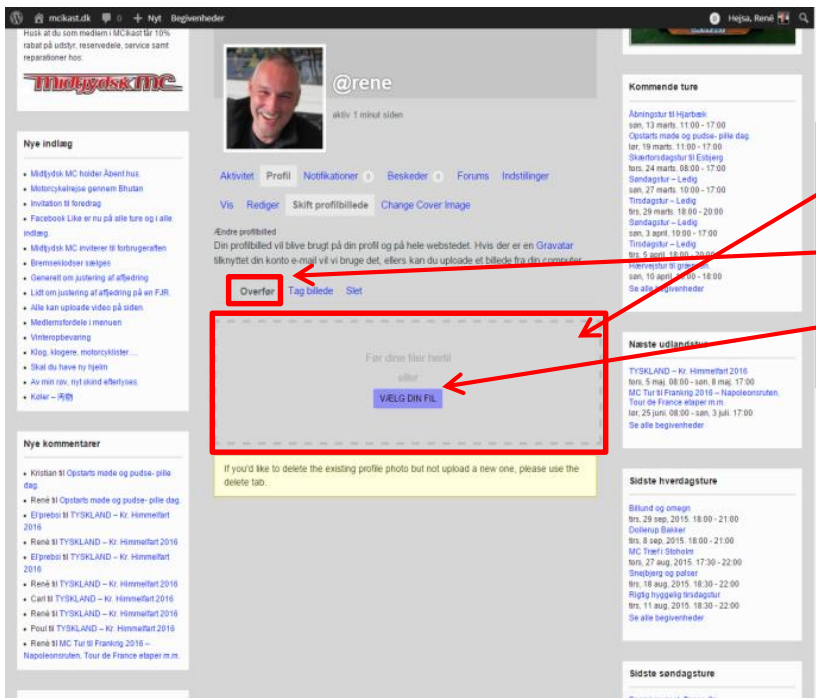 mcikast.dk 0 + Nyt Begivenheder
Hejsa, René
Husk at du som medlem i MCikast får 10%
rabat på udstyr, reservedele, service samt
reparationer hos:
Midtjydsk MC
Nye indlæg
Midtjydsk MC holder Åbent hus.
Motorcykelrejse gennem Bhutan
Invitation til foredrag
Facebook Like er nu på alle ture og i alle
indlæg.
Midtjydsk MC inviterer til forbrugeraften
Bremseklodser sælges
Generelt om justering af affjedring
Lidt om justering af affjedring på en FJR.
Alle kan uploade video på siden.
Medlemsfordele i menuen
Vinteropbevaring
Klog, klogere, motorcyklister....
Skal du have ny hjelm
Av min røv, nyt skind efterlyses.
Køler – 汚物
Nye kommentarer
Kristian til Opstarts møde og pudse- pille
dag.
René til Opstarts møde og pudse- pille dag.
El'prebsi til TYSKLAND – Kr. Himmelfart
2016
René til TYSKLAND – Kr. Himmelfart 2016
El'prebsi til TYSKLAND – Kr. Himmelfart
2016
René til TYSKLAND – Kr. Himmelfart 2016
Carl til TYSKLAND – Kr. Himmelfart 2016
René til TYSKLAND – Kr. Himmelfart 2016
Poul til TYSKLAND – Kr. Himmelfart 2016
René til MC Tur til Frankrig 2016 –
Napoleonsruten, Tour de France etaper m.m.
@rene
aktiv 1 minut siden
Aktivitet Profil Notifikationer 0 Beskeder 0 Forums Indstillinger
Vis Rediger Skift profilbillede Change Cover Image
Ændre profilbilled
Din profilbilled vil blive brugt på din profil og på hele webstedet. Hvis der er en Gravatar
tilknyttet din konto e-mail vil vi bruge det, ellers kan du uploade et billede fra din computer.
Overfør Tag billede Slet
Før dine filer hertil
eller
VÆLG DIN FIL
If you'd like to delete the existing profile photo but not upload a new one, please use the
delete tab.
Kommende ture
Åbningstur til Hjarbæk
søn, 13 marts. 11:00 - 17:00
Opstarts møde og pudse- pille dag.
lør, 19 marts. 11:00 - 17:00
Skærtorsdagstur til Esbjerg
tors, 24 marts. 08:00 - 17:00
Søndagstur – Ledig
søn, 27 marts. 10:00 - 17:00
Tirsdagstur – Ledig
tirs, 29 marts. 18:00 - 20:00
Søndagstur – Ledig
søn, 3 april. 10:00 - 17:00
Tirsdagstur – Ledig
tirs, 5 april. 18:00 - 20:00
Hærvejstur til
søn, 10 april. - 18:00
Se alle begivenheder
Næste udlandstur
TYSKLAND – Kr. Himmelfart 2016
tors, 5 maj. 08:00 - søn, 8 maj. 17:00
MC Tur til Frankrig 2016 – Napoleonsruten,
Tour de France etaper m.m.
lør, 25 juni. 08:00 - søn, 3 juli. 17:00
Se alle begivenheder
Sidste hverdagsture
Billund og omegn
tirs, 29 sep, 2015. 18:00 - 21:00
Dollerup Bakker
tirs, 8 sep, 2015. 18:00 - 21:00
MC Træf i Stoholm
tors, 27 aug, 2015. 17:30 - 22:00
Snejbjerg og pølser
tirs, 18 aug, 2015. 18:30 - 22:00
Rigtig hyggelig tirsdagstur
tirs, 11 aug, 2015. 18:30 - 22:00
Se alle begivenheder
Sidste søndagsture